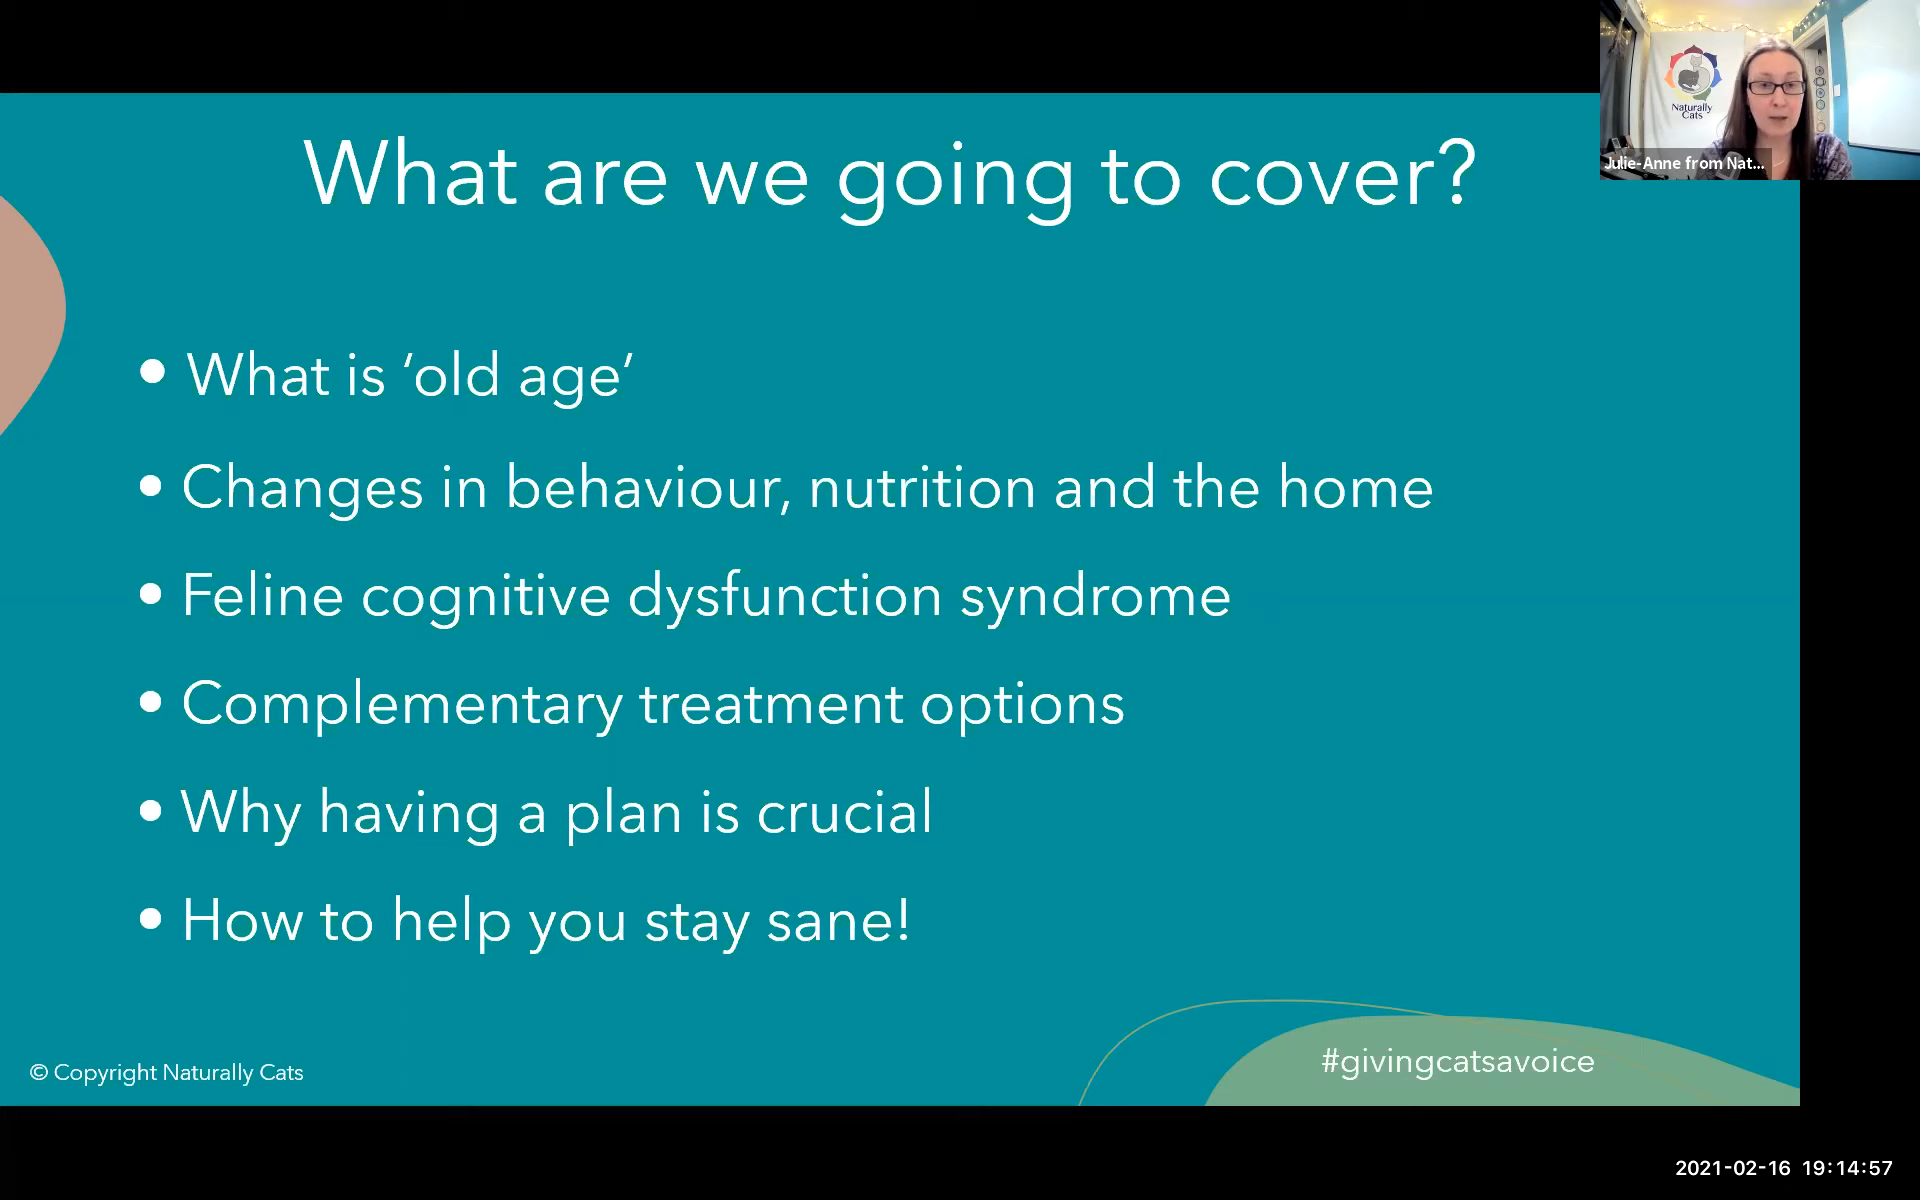 What are we going to cover?
Naturally
Cats
Julie-Anne from Nat...
• What is ‘old age’
• Changes in behaviour, nutrition and the home
• Feline cognitive dysfunction syndrome
• Complementary treatment options
• Why having a plan is crucial
• How to help you stay sane!
© Copyright Naturally Cats
#givingcatsavoice
2021-02-16 19:14:57